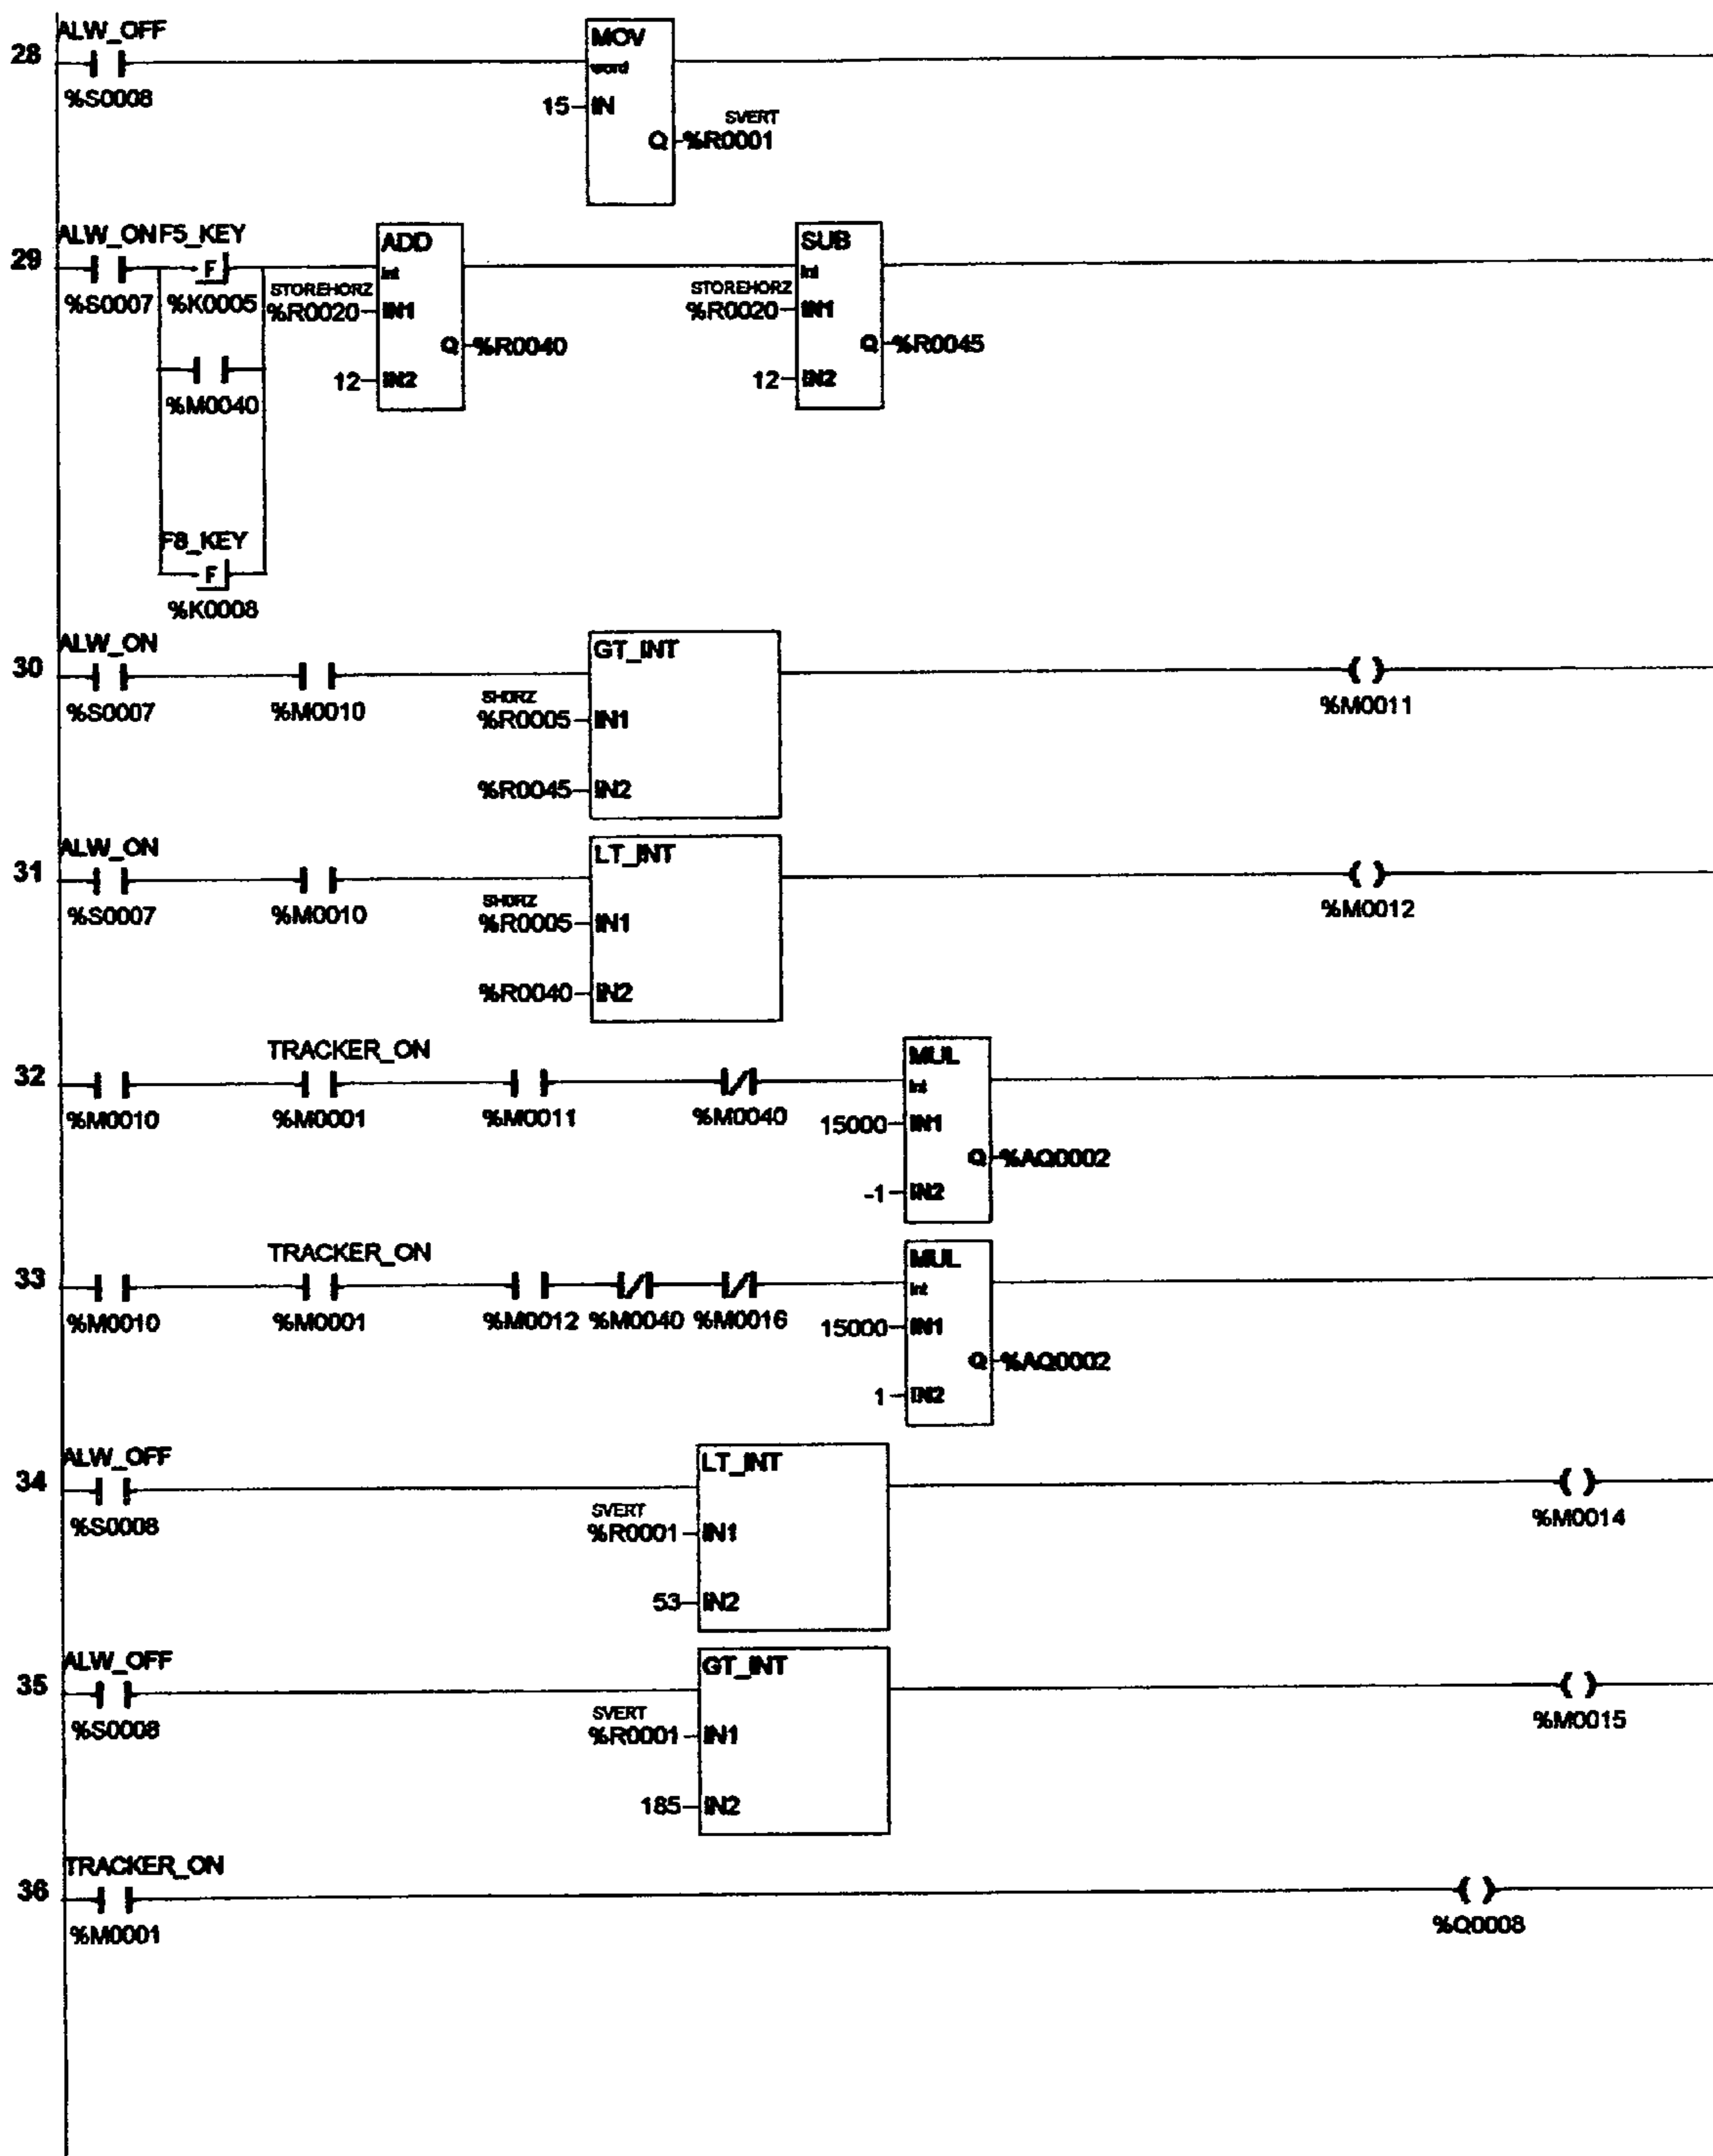 ALW_OFF
28
MOV
word
%S0008
15 IN
SVERT
Q %R0001
ALW_ON F5_KEY
29
ADD
SUB
F
Int
Int
%S0007 %K0005
STOREHORZ
%R0020 IN1
STOREHORZ
%R0020 IN1
Q %R0040
Q %R0045
12 IN2
12 IN2
%M0040
F8_KEY
F
%K0008
ALW_ON
30
GT_INT
%S0007
%M0010
SHORZ
%R0005 IN1
%M0011
%R0045 IN2
ALW_ON
31
LT_INT
%S0007
%M0010
SHORZ
%R0005 IN1
%M0012
%R0040 IN2
TRACKER_ON
32
MUL
Int
%M0010
%M0001
%M0011
%M0040
15000 IN1
Q %AQ0002
-1 IN2
TRACKER_ON
33
MUL
Int
%M0010
%M0001
%M0012 %M0040 %M0016
15000 IN1
Q %AQ0002
1 IN2
ALW_OFF
34
LT_INT
%S0008
SVERT
%R0001 IN1
%M0014
53 IN2
ALW_OFF
35
GT_INT
%S0008
SVERT
%R0001 IN1
%M0015
185 IN2
TRACKER_ON
36
%M0001
%Q0008